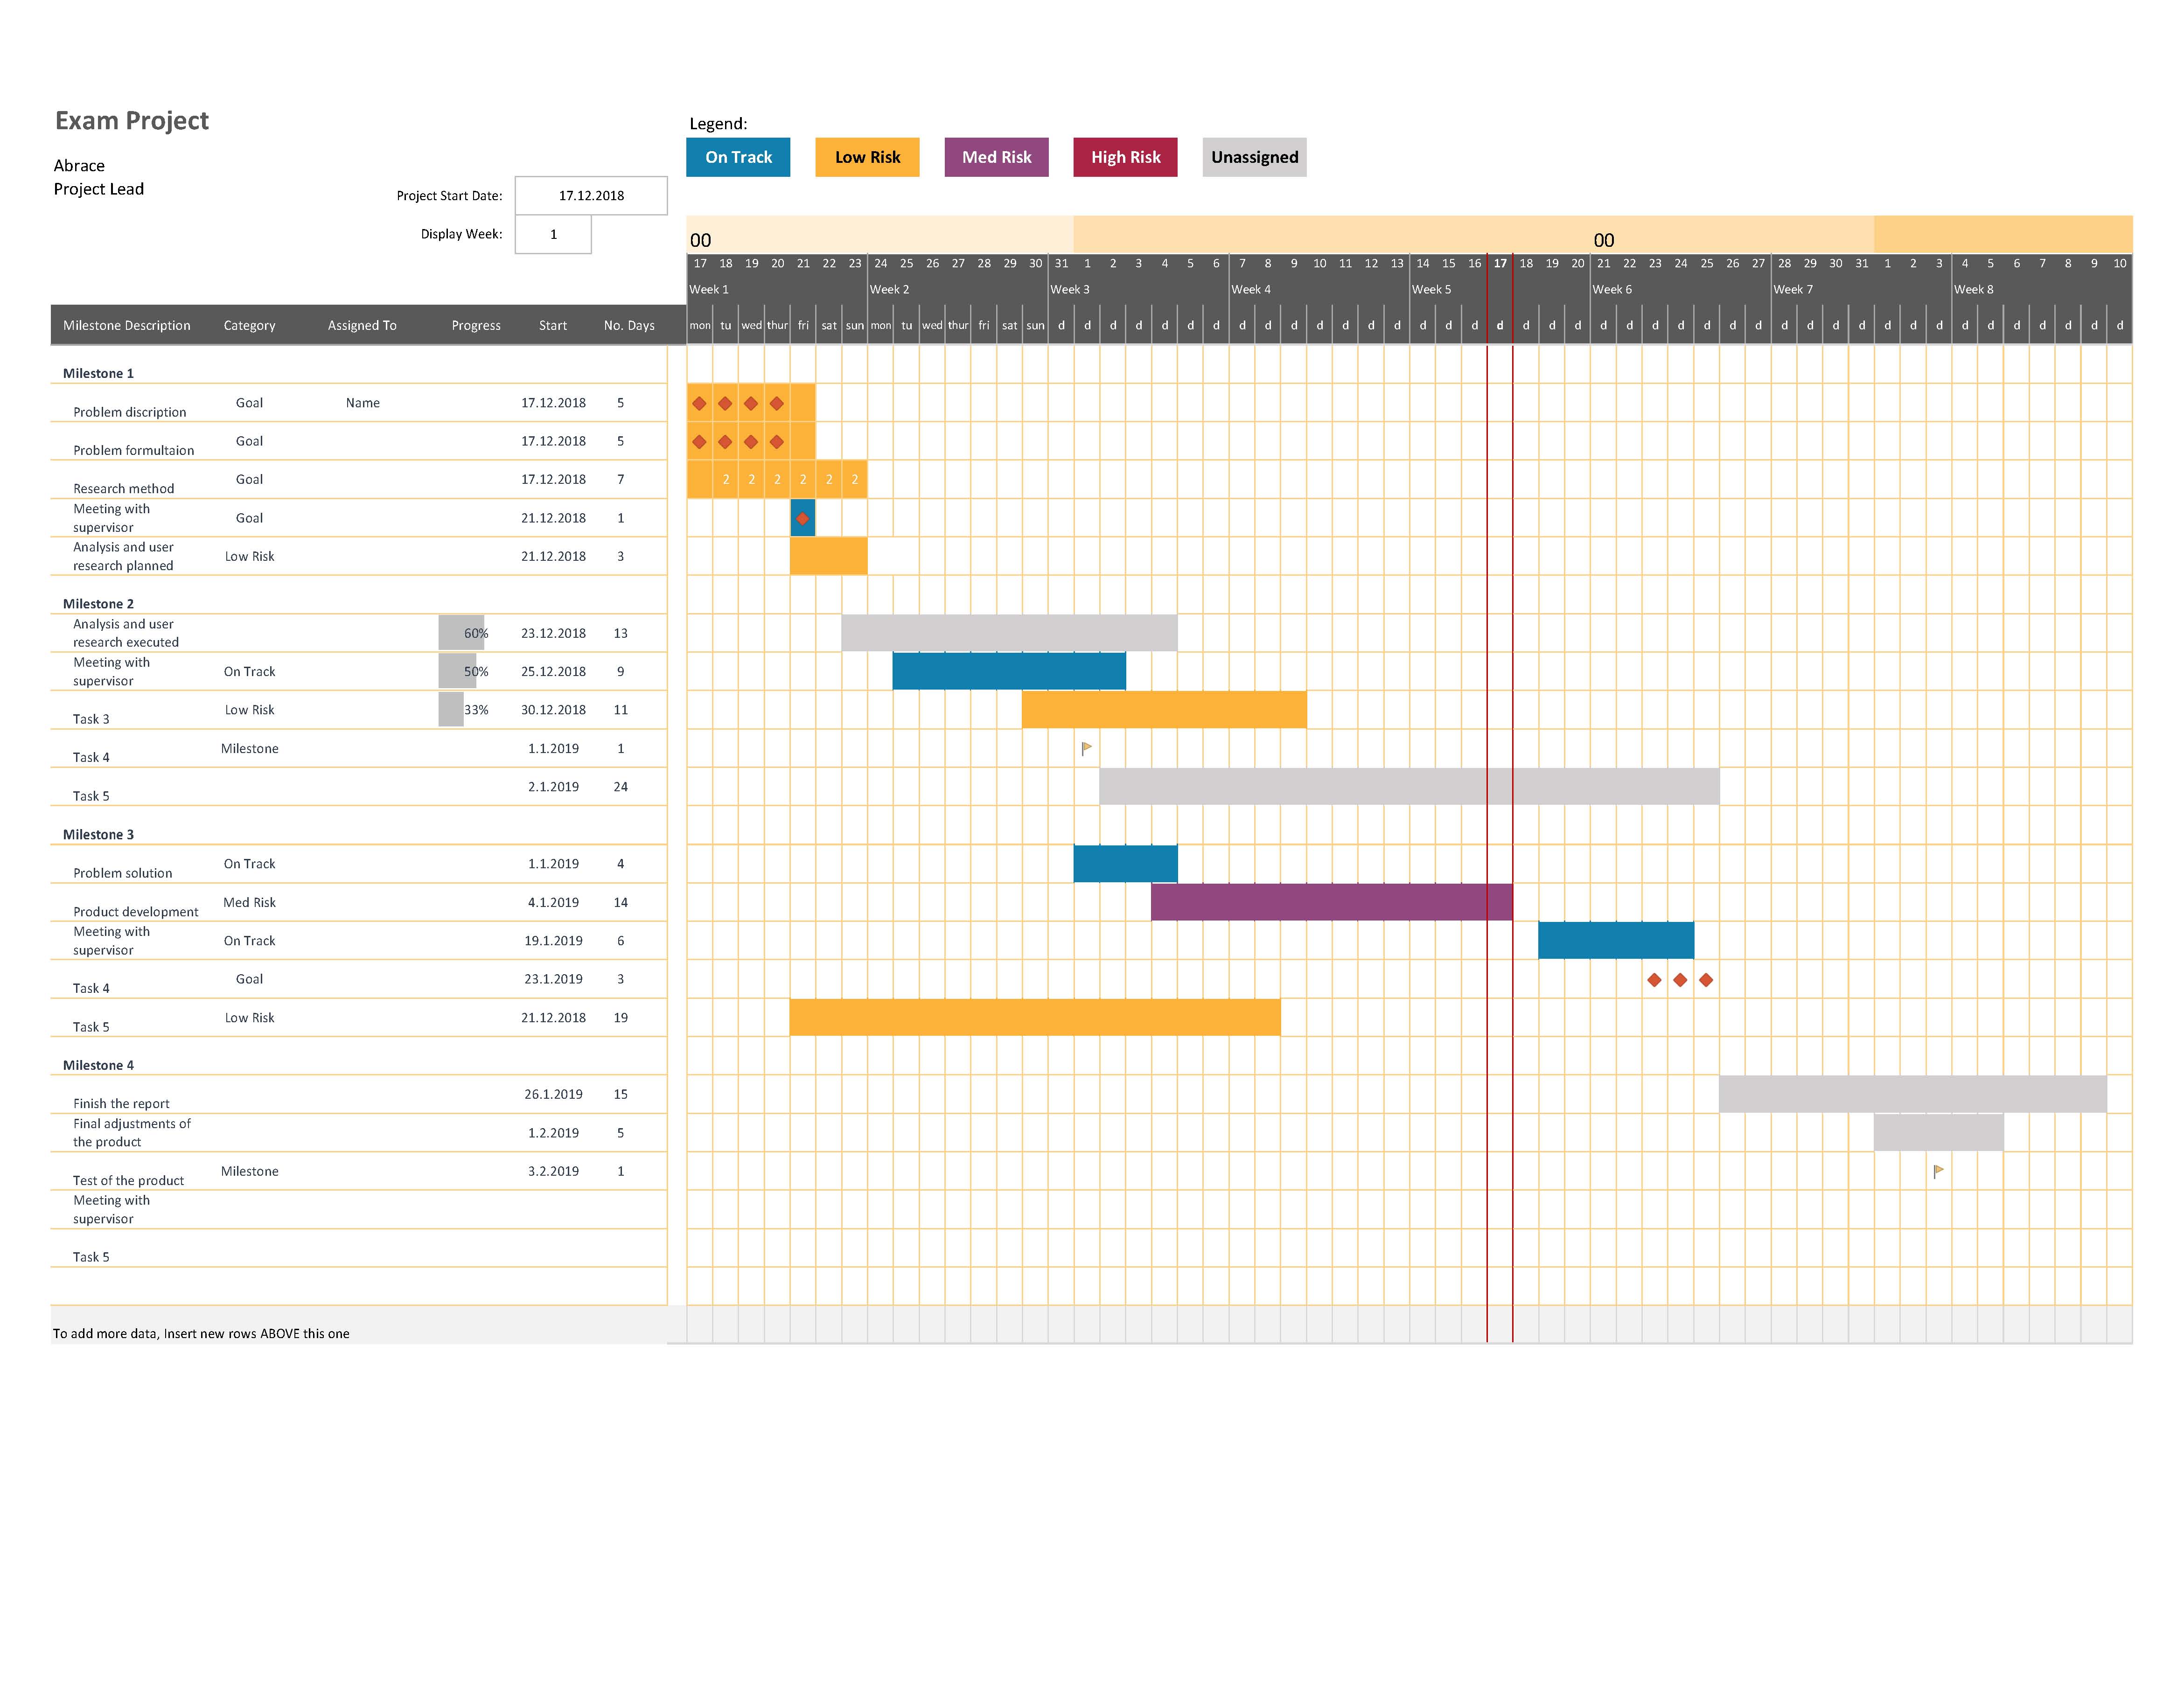 Exam Project
Legend:
On Track Low Risk Med Risk High Risk Unassigned
Abrace
Project Lead
Project Start Date: 17.12.2018
Display Week: 1
00 00
17 18 19 20 21 22 23 24 25 26 27 28 29 30 31 1 2 3 4 5 6 7 8 9 10 11 12 13 14 15 16 17 18 19 20 21 22 23 24 25 26 27 28 29 30 31 1 2 3 4 5 6 7 8 9 10
Week 1 Week 2 Week 3 Week 4 Week 5 Week 6 Week 7 Week 8
Milestone Description Category Assigned To Progress Start No. Days mon tu wed thur fri sat sun mon tu wed thur fri sat sun d d d d d d d d d d d d d d d d d d d d d d d d d d d d d d d d d d d d d d d d d d
Milestone 1
Problem discription Goal Name 17.12.2018 5
Problem formultaion Goal 17.12.2018 5
Research method Goal 17.12.2018 7 2 2 2 2 2 2
Meeting with
supervisor Goal 21.12.2018 1
Analysis and user
research planned Low Risk 21.12.2018 3
Milestone 2
Analysis and user
research executed 60% 23.12.2018 13
Meeting with
supervisor On Track 50% 25.12.2018 9
Task 3 Low Risk 33% 30.12.2018 11
Task 4 Milestone 1.1.2019 1
Task 5 2.1.2019 24
Milestone 3
Problem solution On Track 1.1.2019 4
Product development Med Risk 4.1.2019 14
Meeting with
supervisor On Track 19.1.2019 6
Task 4 Goal 23.1.2019 3
Task 5 Low Risk 21.12.2018 19
Milestone 4
Finish the report 26.1.2019 15
Final adjustments of
the product 1.2.2019 5
Test of the product Milestone 3.2.2019 1
Meeting with
supervisor
Task 5
To add more data, Insert new rows ABOVE this one